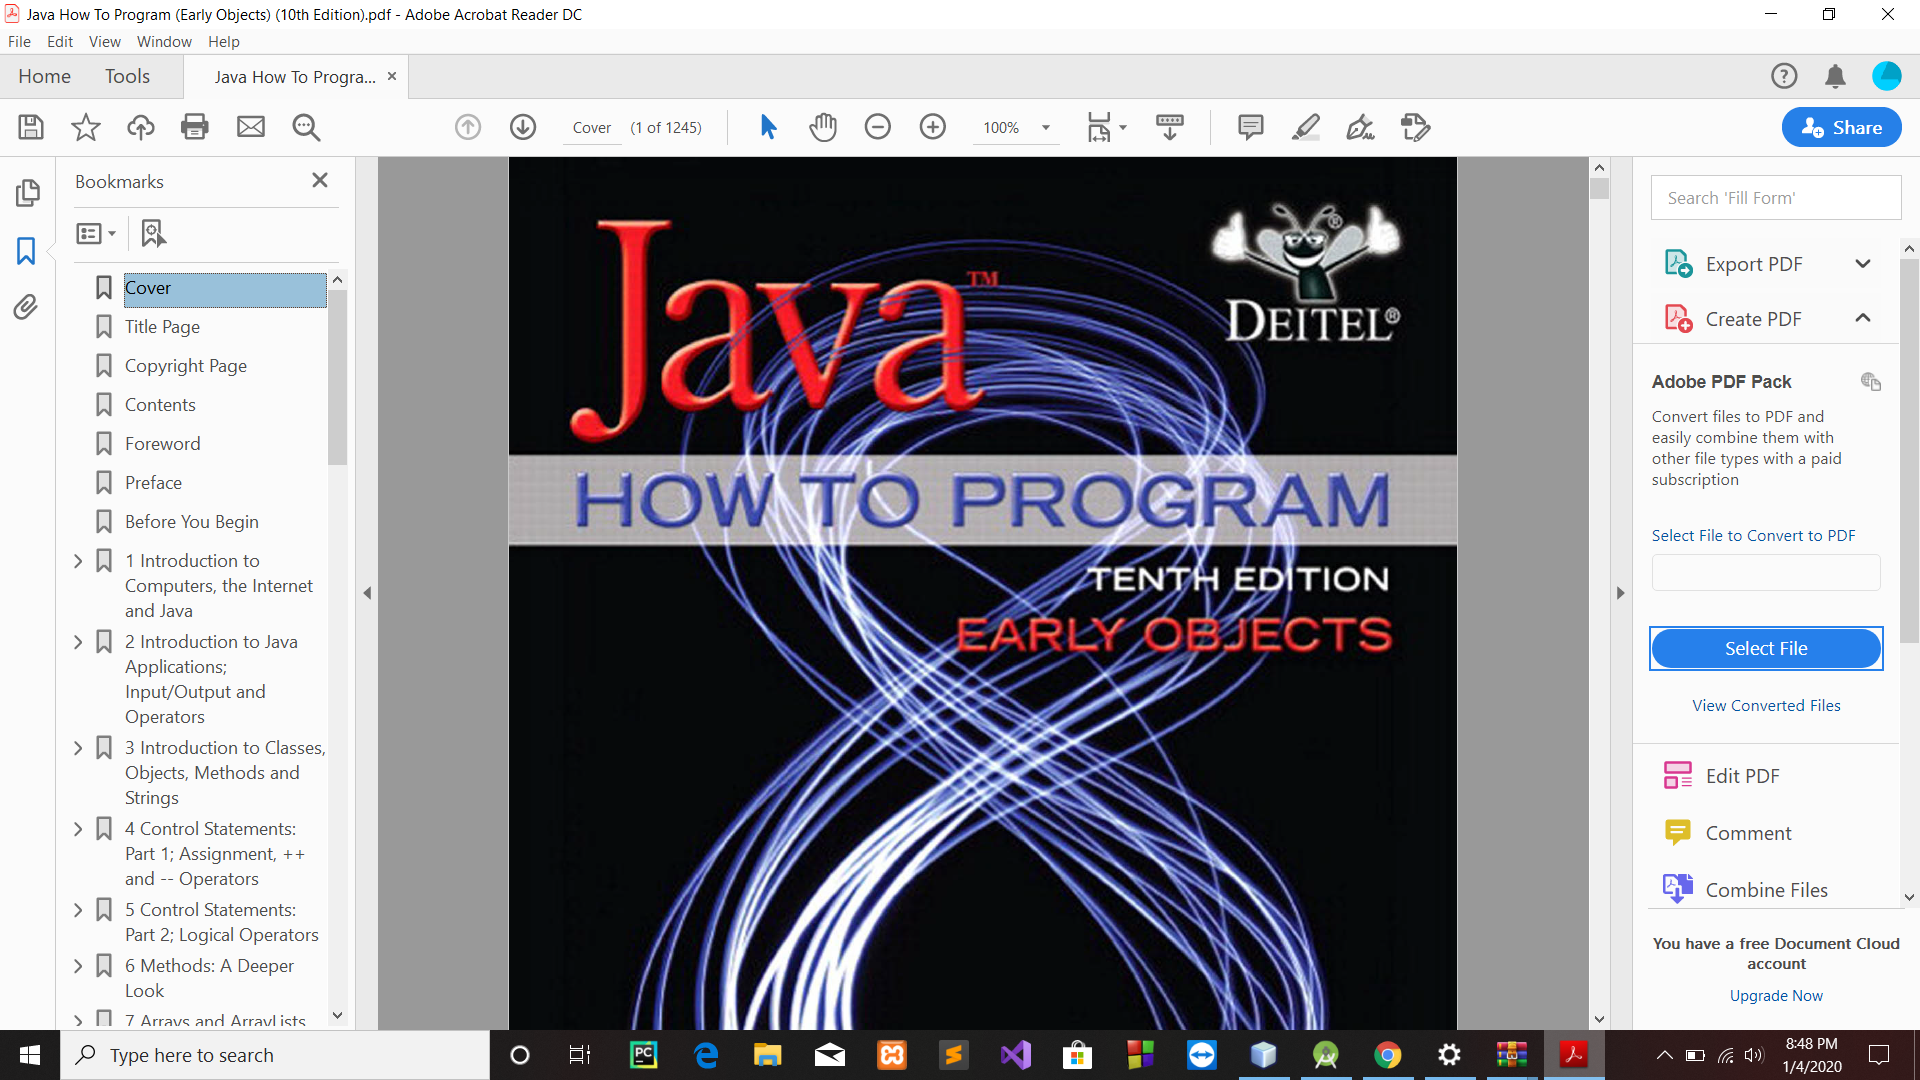 Java How To Program (Early Objects) (10th Edition).pdf - Adobe Acrobat Reader DC
File Edit View Window Help
Home Tools Java How To Progra...
Cover (1 of 1245) 100% Share
Bookmarks
Cover
Title Page
Copyright Page
Contents
Foreword
Preface
Before You Begin
1 Introduction to
Computers, the Internet
and Java
2 Introduction to Java
Applications;
Input/Output and
Operators
3 Introduction to Classes,
Objects, Methods and
Strings
4 Control Statements:
Part 1; Assignment, ++
and -- Operators
5 Control Statements:
Part 2; Logical Operators
6 Methods: A Deeper
Look
7 Arrays and ArrayLists
Java™
DEITEL®
HOW TO PROGRAM
TENTH EDITION
EARLY OBJECTS
Search 'Fill Form'
Export PDF
Create PDF
Adobe PDF Pack
Convert files to PDF and
easily combine them with
other file types with a paid
subscription
Select File to Convert to PDF
Select File
View Converted Files
Edit PDF
Comment
Combine Files
You have a free Document Cloud
account
Upgrade Now
Type here to search
PC
8:48 PM
1/4/2020